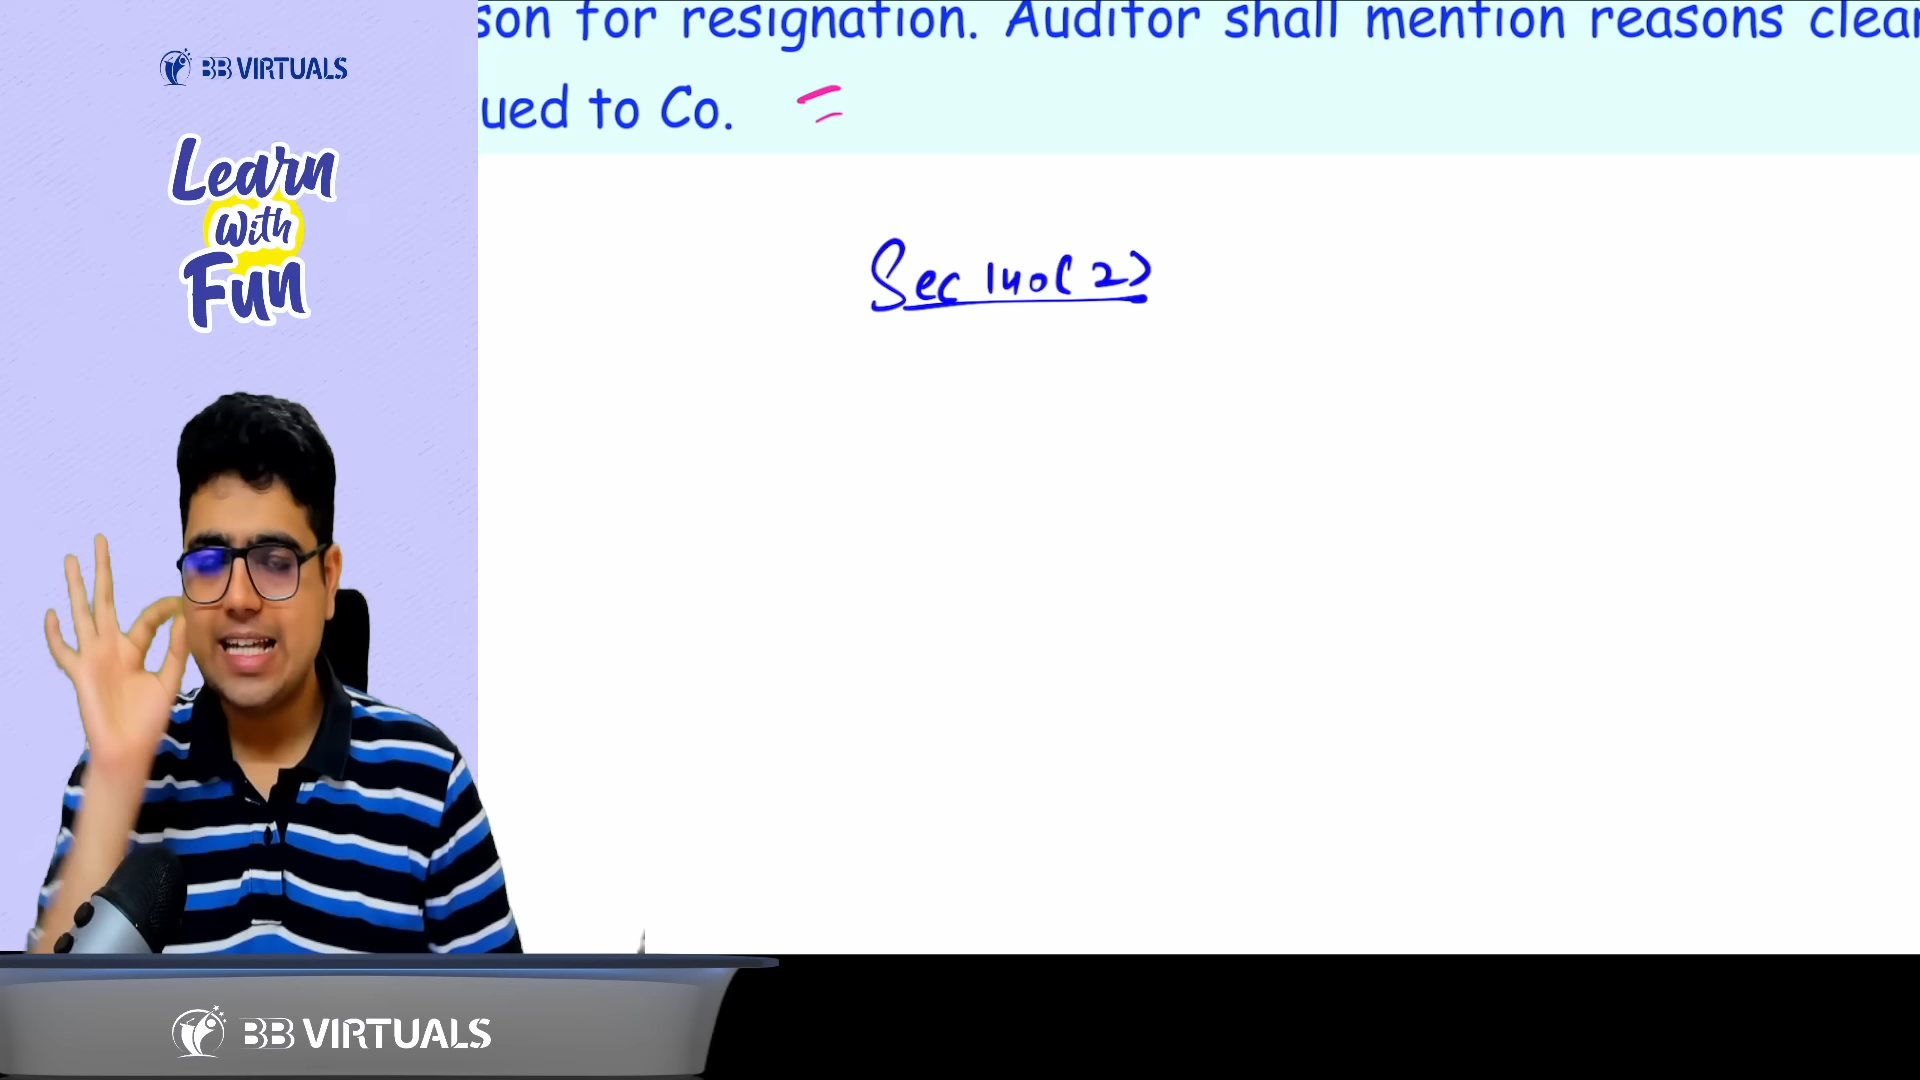 son for resignation. Auditor shall mention reasons clear
ued to Co.
BB VIRTUALS
Learn
With
Fun
Sec 140(2)
BB VIRTUALS